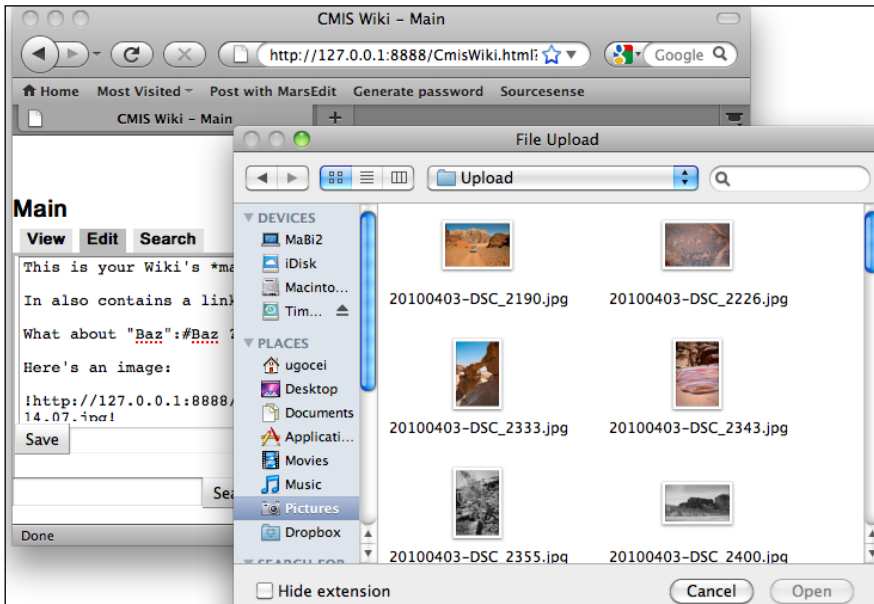 CMIS Wiki – Main
http://127.0.0.1:8888/CmisWiki.html?
Google
Home Most Visited Post with MarsEdit Generate password Sourcesense
CMIS Wiki – Main
Main
View Edit Search
This is your Wiki's
In also contains a
What about "Baz":#Baz ?
Here's an image:
!http://127.0.0.1:8888/
14.07.jpg!
Save
Done
File Upload
Upload
DEVICES
MaBi2
iDisk
Macinto...
Tim...
PLACES
ugocei
Desktop
Documents
Applicati...
Movies
Music
Pictures
Dropbox
SEARCH FOR
20100403-DSC_2190.jpg 20100403-DSC_2226.jpg
20100403-DSC_2333.jpg 20100403-DSC_2343.jpg
20100403-DSC_2355.jpg 20100403-DSC_2400.jpg
Hide extension
Cancel Open